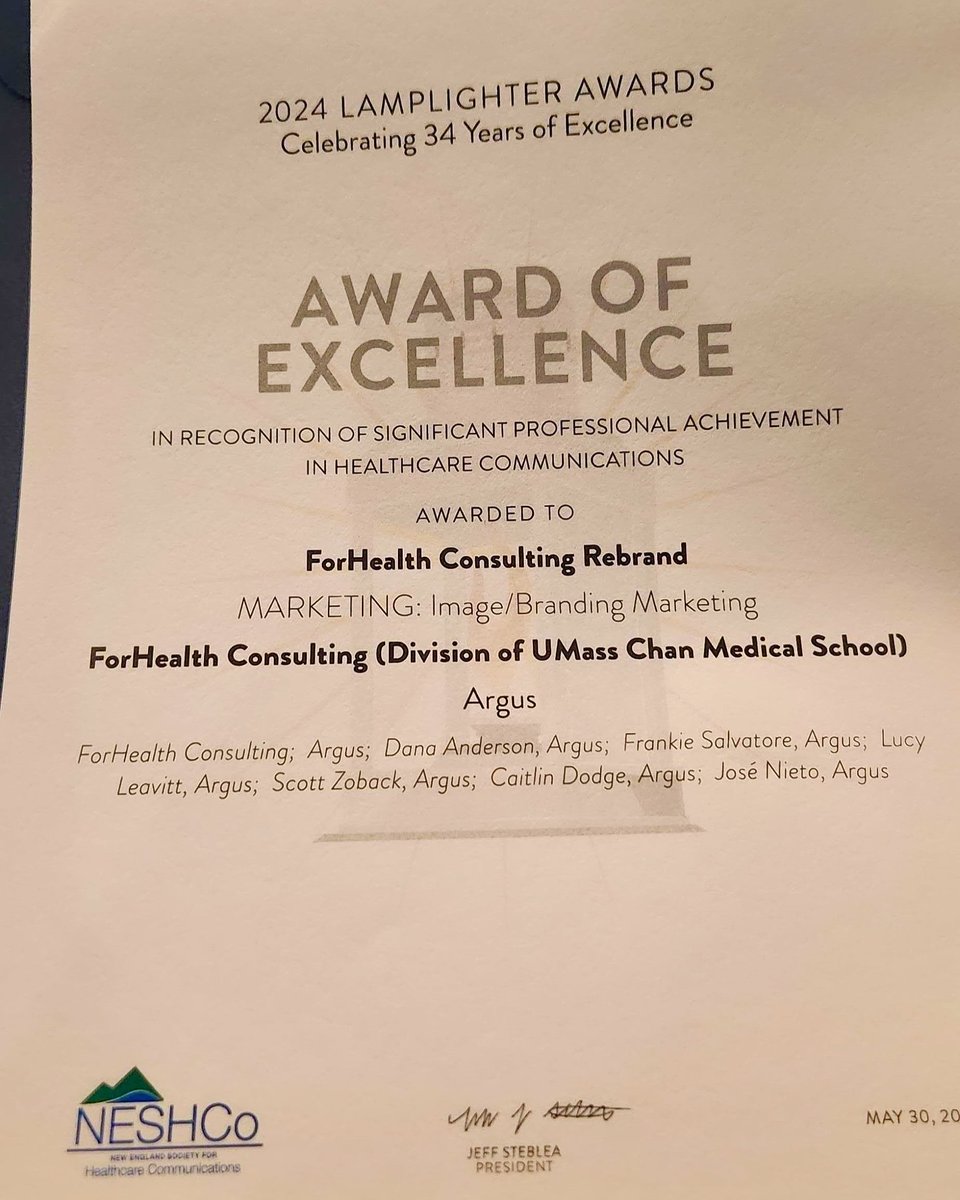 2024 LAMPLIGHTER AWARDS
Celebrating 34 Years of Excellence
AWARD OF
EXCELLENCE
IN RECOGNITION OF SIGNIFICANT PROFESSIONAL ACHIEVEMENT
IN HEALTHCARE COMMUNICATIONS
AWARDED TO
ForHealth Consulting Rebrand
MARKETING: Image/Branding Marketing
ForHealth Consulting (Division of UMass Chan Medical School)
Argus
ForHealth Consulting; Argus; Dana Anderson, Argus; Frankie Salvatore, Argus; Lucy
Leavitt, Argus; Scott Zoback, Argus; Caitlin Dodge, Argus; José Nieto, Argus
NESHCo
NEW ENGLAND SOCIETY FOR
Healthcare Communications
JEFF STEBLEA
PRESIDENT
MAY 30, 20